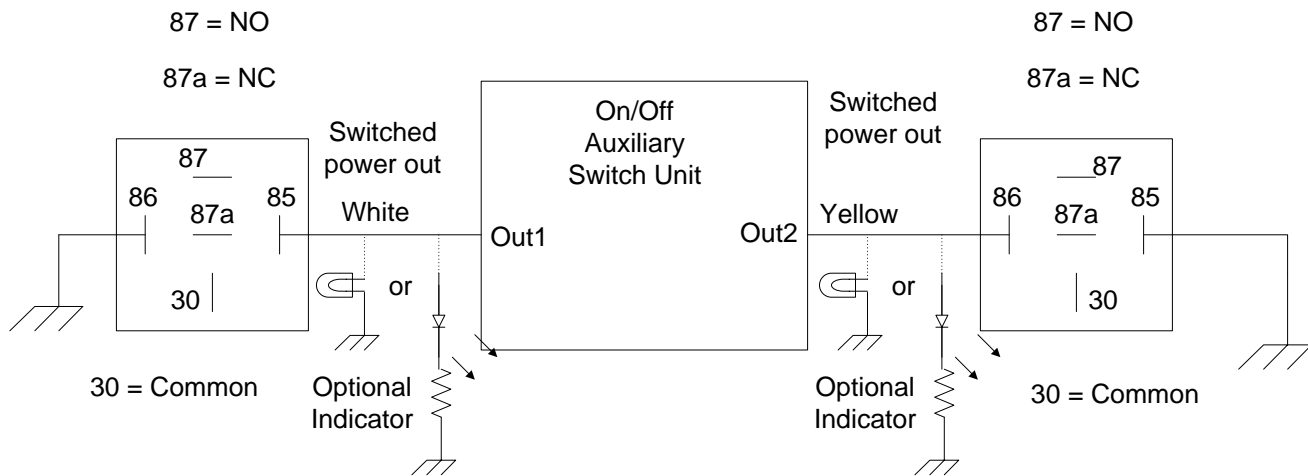 87 = NO
87 = NO
87a = NC
87a = NC
On/Off
Auxiliary
Switch Unit
Switched
power out
Switched
power out
87
86
87a
85
White
Out1
Out2
Yellow
87
86
87a
85
30
or
or
30
30 = Common
Optional
Indicator
Optional
Indicator
30 = Common